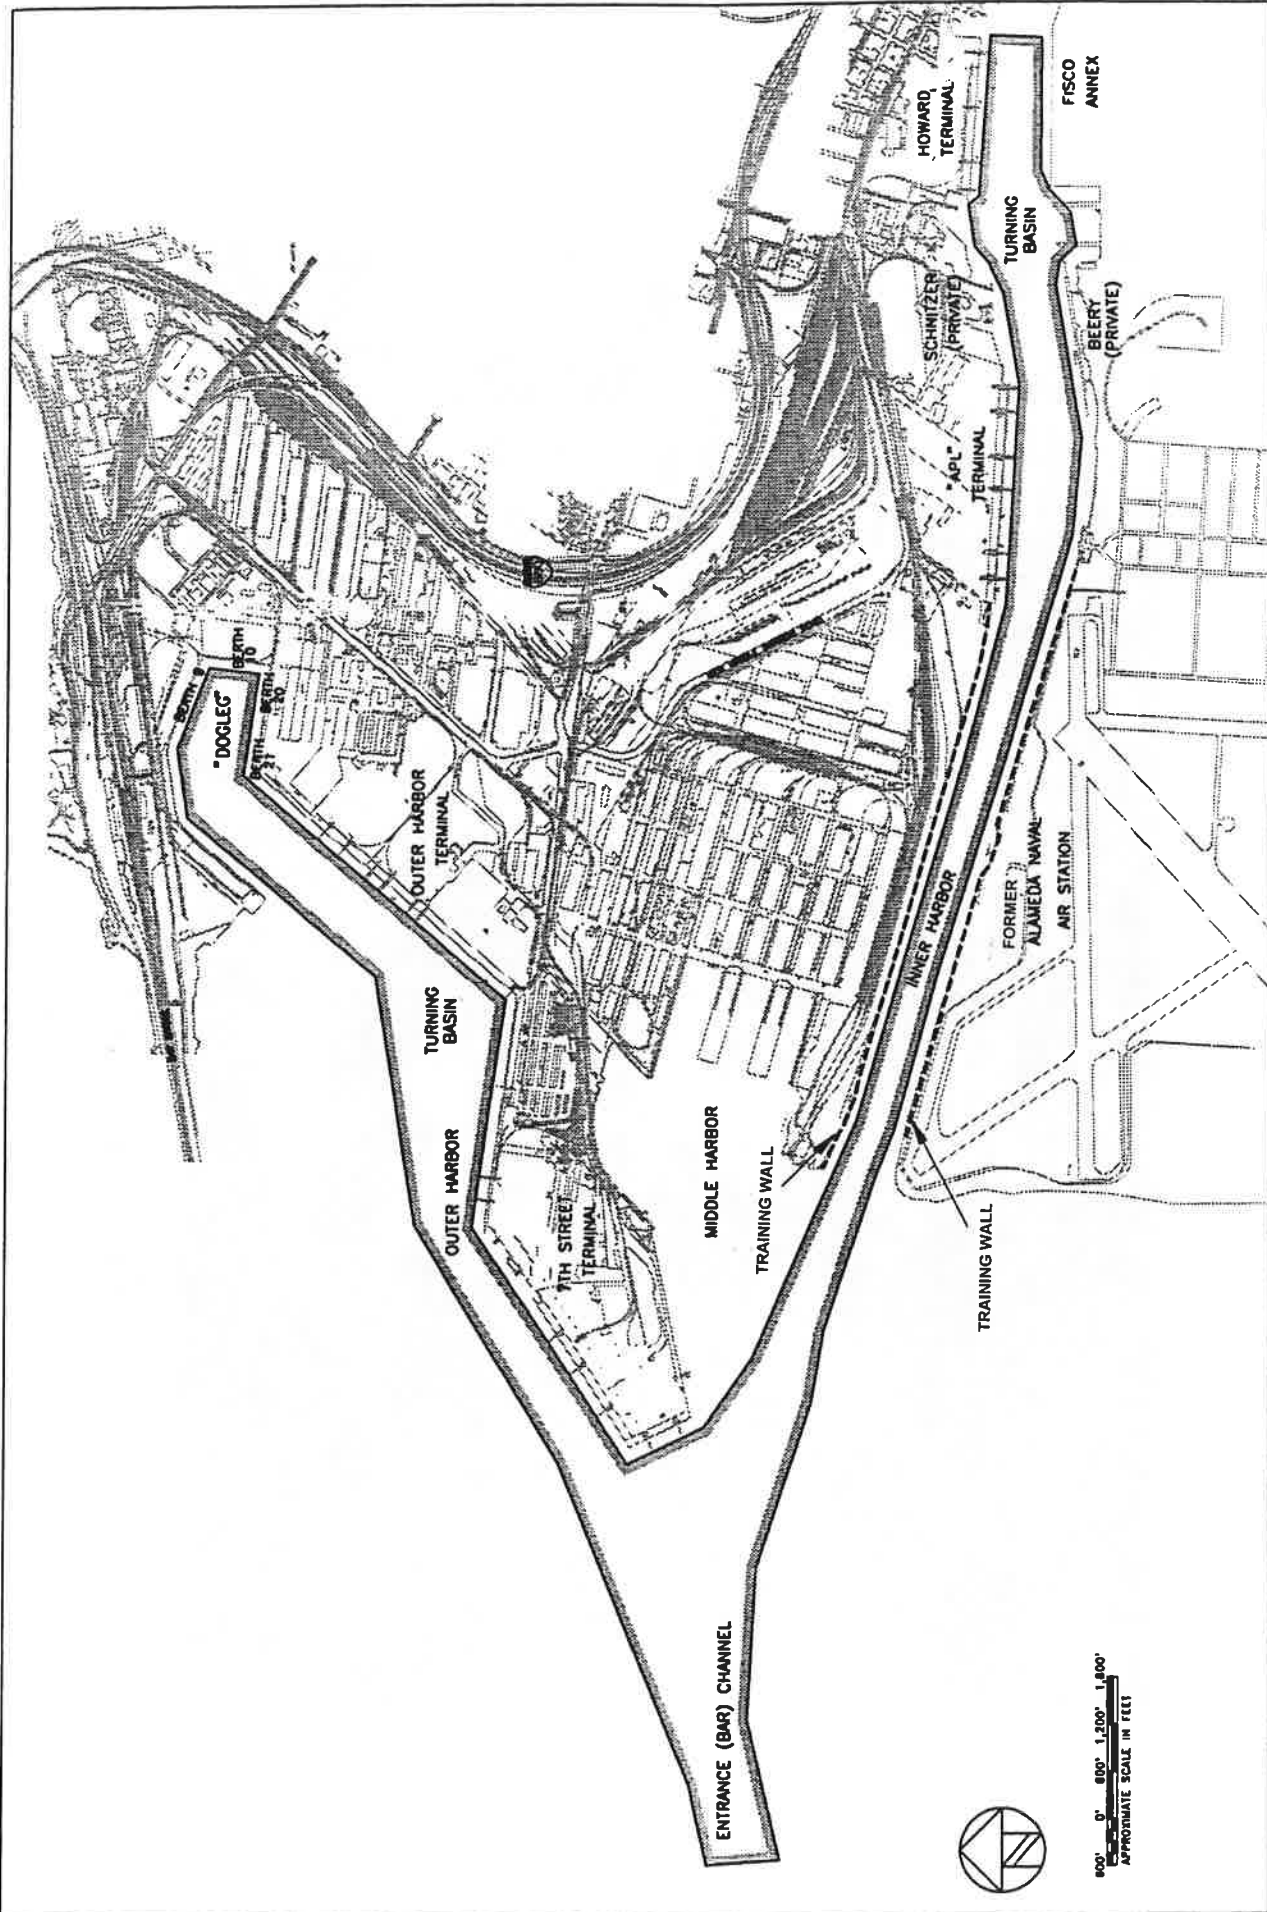 BERTH 9
"DOGLEG"
BERTH
10
BERTH
20
BERTH
21
OUTER HARBOR
TERMINAL
TURNING
BASIN
OUTER HARBOR
7TH STREET
TERMINAL
MIDDLE HARBOR
TRAINING WALL
INNER HARBOR
TRAINING WALL
FORMER
ALAMEDA NAVAL
AIR STATION
"APL"
TERMINAL
SCHNITZER
(PRIVATE)
BEERY
(PRIVATE)
TURNING
BASIN
HOWARD
TERMINAL
FISCO
ANNEX
ENTRANCE (BAR) CHANNEL
N
600' 0' 600' 1,200' 1,800'
APPROXIMATE SCALE IN FEET